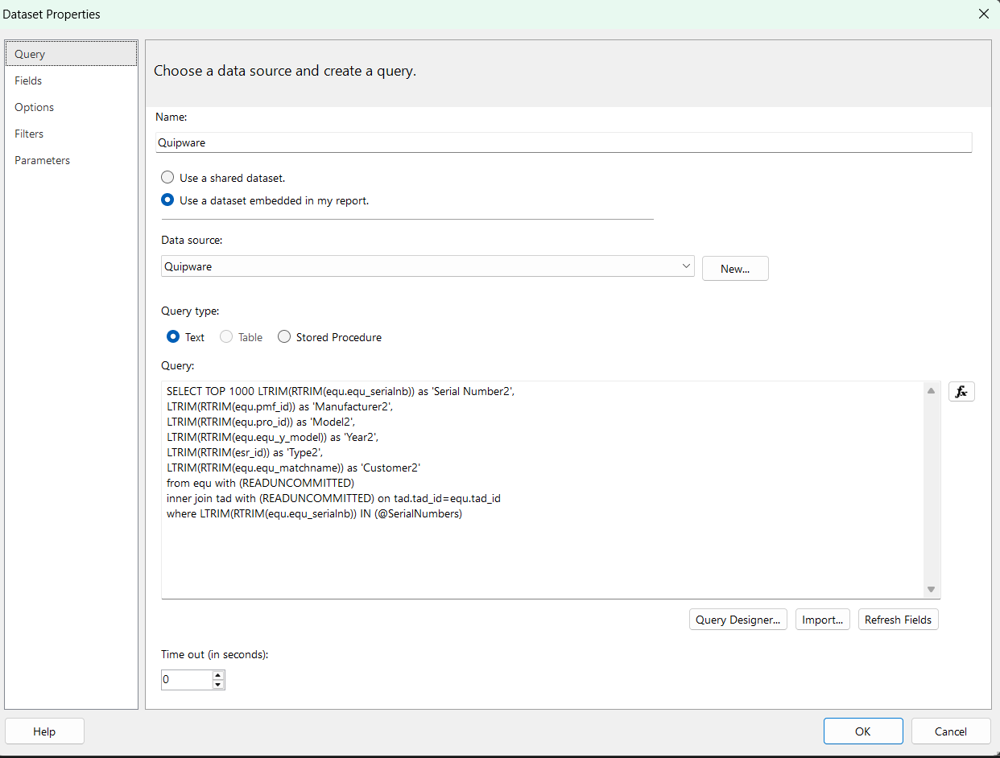 Dataset Properties
Query
Fields
Options
Filters
Parameters
Choose a data source and create a query.
Name:
Quipware
Use a shared dataset.
Use a dataset embedded in my report.
Data source:
Quipware
New...
Query type:
Text
Table
Stored Procedure
Query:
SELECT TOP 1000 LTRIM(RTRIM(equ.equ_serialnb)) as 'Serial Number2',
LTRIM(RTRIM(equ.pmf_id)) as 'Manufacturer2',
LTRIM(RTRIM(equ.pro_id)) as 'Model2',
LTRIM(RTRIM(equ.equ_y_model)) as 'Year2',
LTRIM(RTRIM(esr_id)) as 'Type2',
LTRIM(RTRIM(equ.equ_matchname)) as 'Customer2'
from equ with (READUNCOMMITTED)
inner join tad with (READUNCOMMITTED) on tad.tad_id=equ.tad_id
where LTRIM(RTRIM(equ.equ_serialnb)) IN (@SerialNumbers)
fx
Query Designer...
Import...
Refresh Fields
Time out (in seconds):
0
Help
OK
Cancel